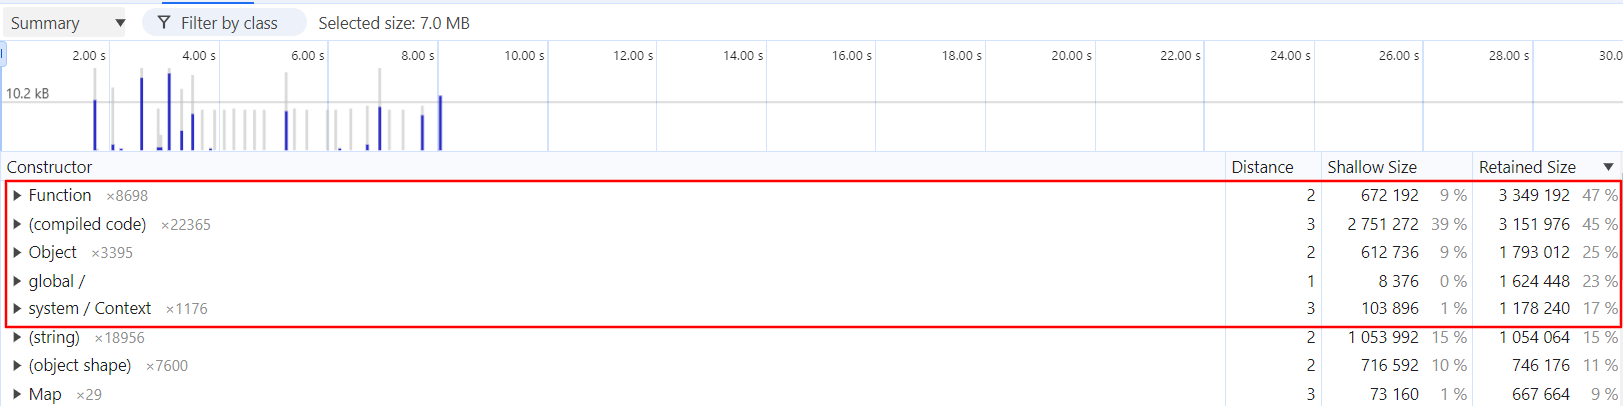 Summary ▼ Filter by class Selected size: 7.0 MB
2.00 s 4.00 s 6.00 s 8.00 s 10.00 s 12.00 s 14.00 s 16.00 s 18.00 s 20.00 s 22.00 s 24.00 s 26.00 s 28.00 s 30.0
10.2 kB
Constructor Distance Shallow Size Retained Size ▼
▶ Function ×8698 2 672 192 9 % 3 349 192 47 %
▶ (compiled code) ×22365 3 2 751 272 39 % 3 151 976 45 %
▶ Object ×3395 2 612 736 9 % 1 793 012 25 %
▶ global / 1 8 376 0 % 1 624 448 23 %
▶ system / Context ×1176 3 103 896 1 % 1 178 240 17 %
▶ (string) ×18956 2 1 053 992 15 % 1 054 064 15 %
▶ (object shape) ×7600 2 716 592 10 % 746 176 11 %
▶ Map ×29 3 73 160 1 % 667 664 9 %